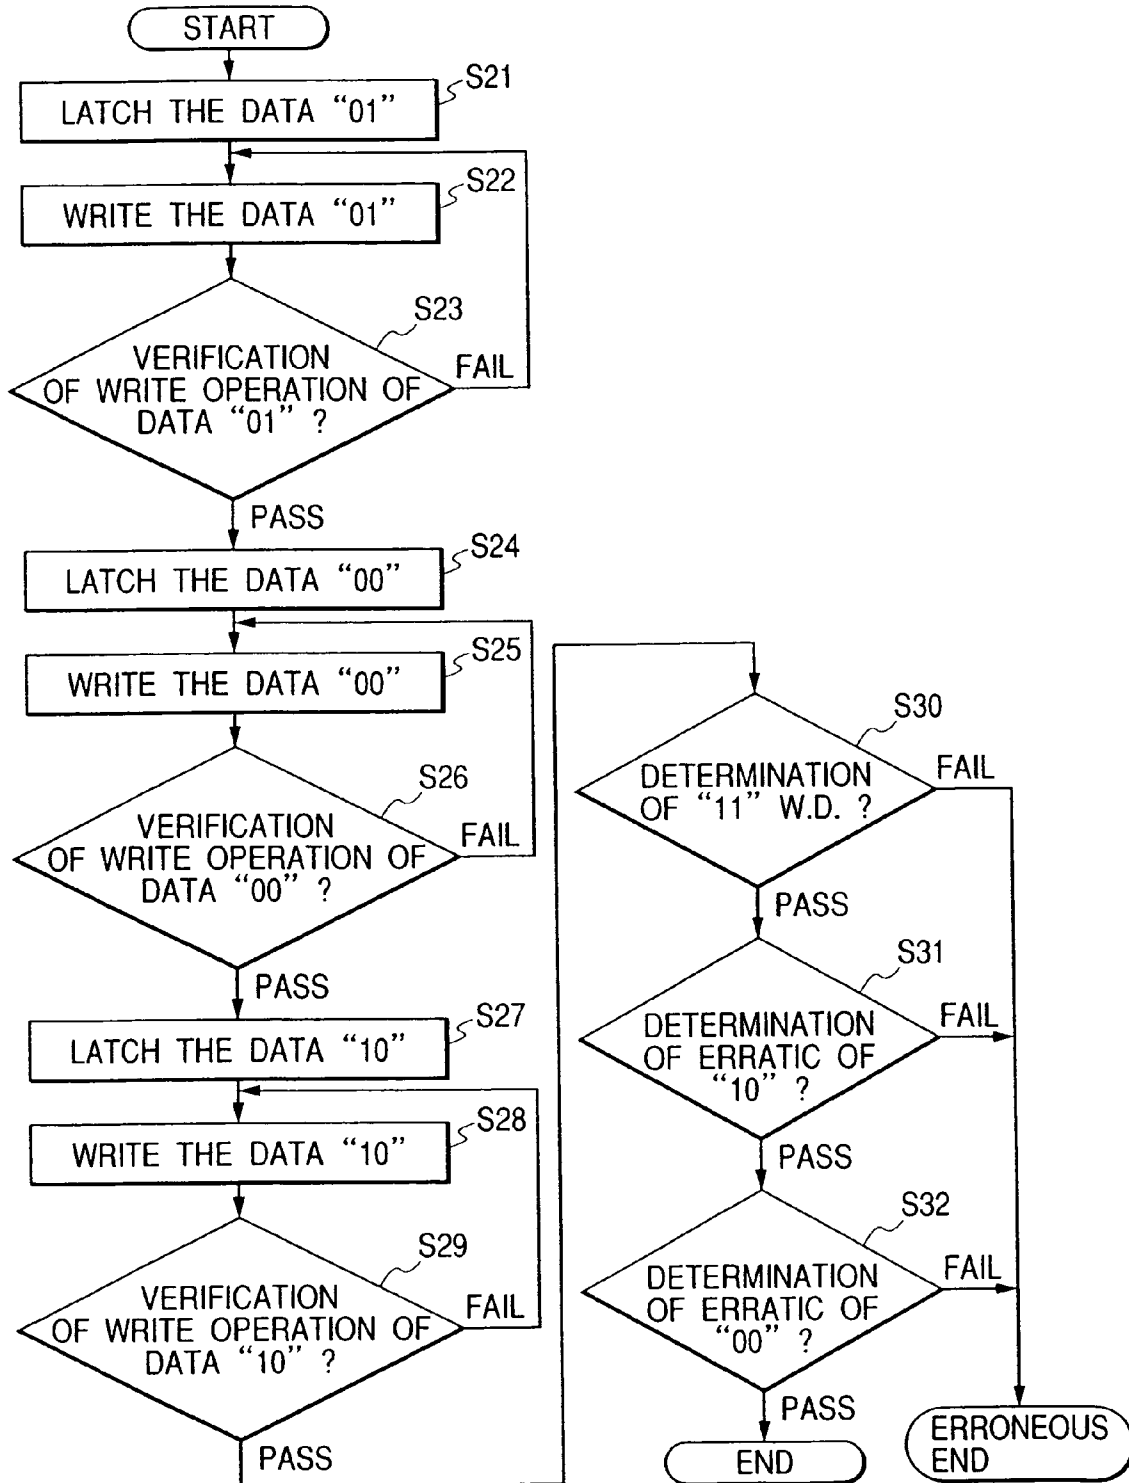 START
S21
LATCH THE DATA “01”
S22
WRITE THE DATA “01”
S23
VERIFICATION
OF WRITE OPERATION OF
DATA “01” ?
FAIL
PASS
S24
LATCH THE DATA “00”
S25
WRITE THE DATA “00”
S26
VERIFICATION
OF WRITE OPERATION OF
DATA “00” ?
FAIL
PASS
S27
LATCH THE DATA “10”
S28
WRITE THE DATA “10”
S29
VERIFICATION
OF WRITE OPERATION OF
DATA “10” ?
FAIL
PASS
S30
DETERMINATION
OF “11” W.D. ?
FAIL
PASS
S31
DETERMINATION
OF ERRATIC OF
“10” ?
FAIL
PASS
S32
DETERMINATION
OF ERRATIC OF
“00” ?
FAIL
PASS
END
ERRONEOUS
END